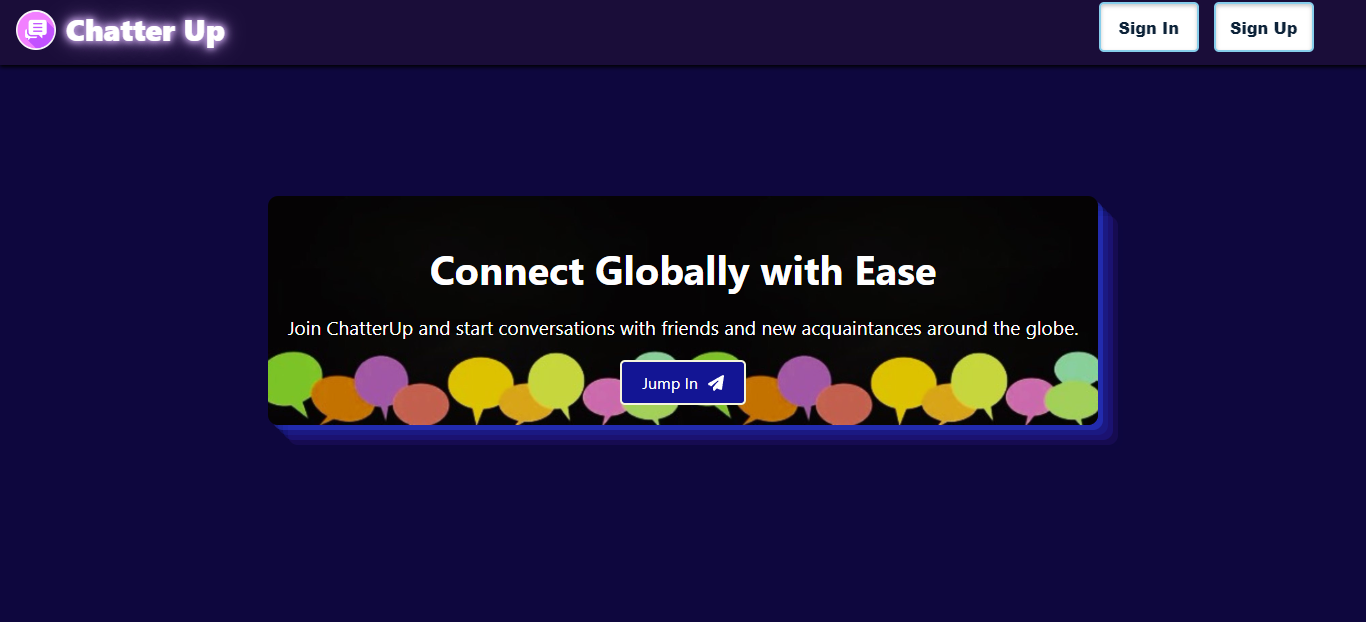 Chatter Up
Sign In
Sign Up
Connect Globally with Ease
Join ChatterUp and start conversations with friends and new acquaintances around the globe.
Jump In